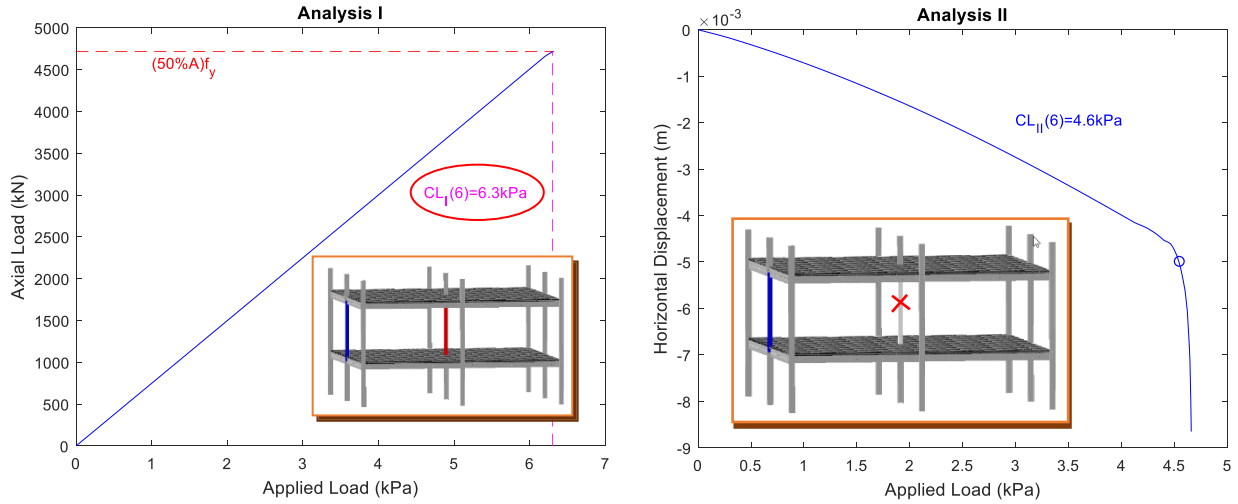 Analysis I
5000
4500
4000
3500
3000
2500
2000
1500
1000
500
0
Axial Load (kN)
(50%A)fy
CLI(6)=6.3kPa
0 1 2 3 4 5 6 7
Applied Load (kPa)
Analysis II
×10-3
0
-1
-2
-3
-4
-5
-6
-7
-8
-9
Horizontal Displacement (m)
CLII(6)=4.6kPa
0 0.5 1 1.5 2 2.5 3 3.5 4 4.5 5
Applied Load (kPa)